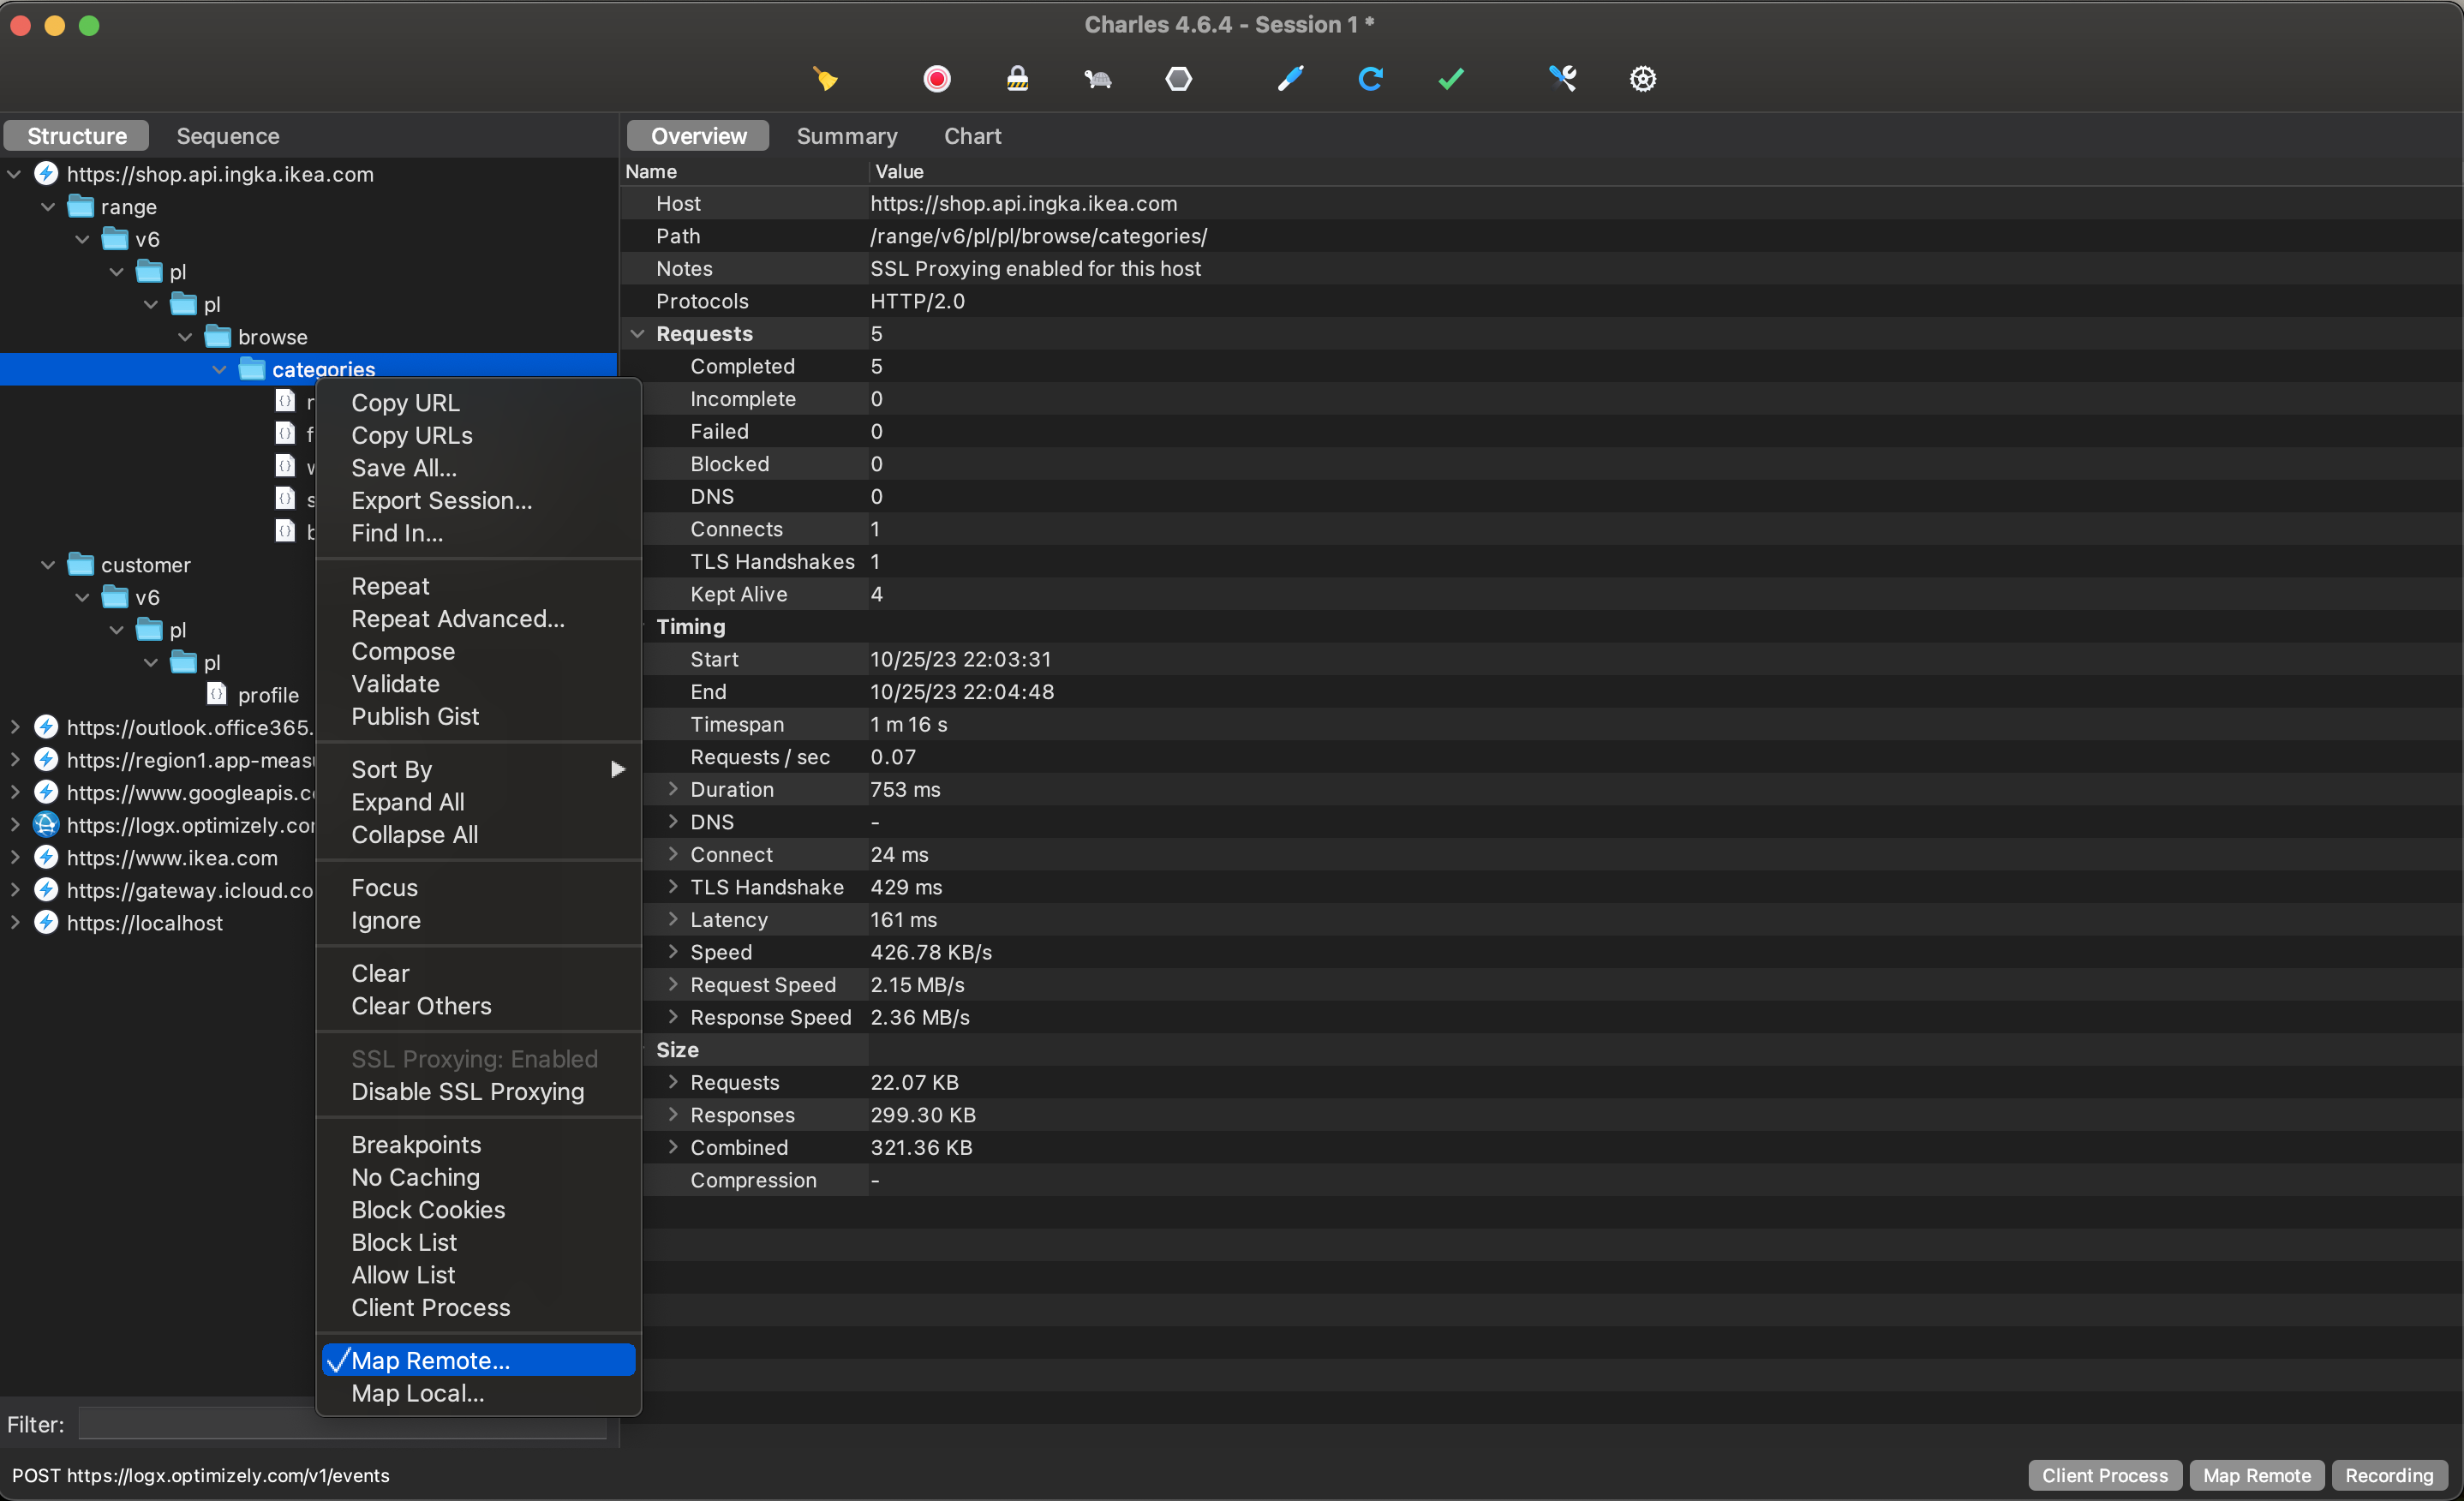 Charles 4.6.4 - Session 1 *
Structure Sequence
https://shop.api.ingka.ikea.com
range
v6
pl
pl
browse
categories
customer
v6
pl
pl
profile
https://outlook.office365.
https://region1.app-meas
https://www.googleapis.c
https://logx.optimizely.co
https://www.ikea.com
https://gateway.icloud.co
https://localhost
Filter:
Copy URL
Copy URLs
Save All...
Export Session...
Find In...
Repeat
Repeat Advanced...
Compose
Validate
Publish Gist
Sort By
Expand All
Collapse All
Focus
Ignore
Clear
Clear Others
SSL Proxying: Enabled
Disable SSL Proxying
Breakpoints
No Caching
Block Cookies
Block List
Allow List
Client Process
Map Remote...
Map Local...
Overview Summary Chart
Name Value
Host https://shop.api.ingka.ikea.com
Path /range/v6/pl/pl/browse/categories/
Notes SSL Proxying enabled for this host
Protocols HTTP/2.0
Requests 5
Completed 5
Incomplete 0
Failed 0
Blocked 0
DNS 0
Connects 1
TLS Handshakes 1
Kept Alive 4
Timing
Start 10/25/23 22:03:31
End 10/25/23 22:04:48
Timespan 1 m 16 s
Requests / sec 0.07
Duration 753 ms
DNS -
Connect 24 ms
TLS Handshake 429 ms
Latency 161 ms
Speed 426.78 KB/s
Request Speed 2.15 MB/s
Response Speed 2.36 MB/s
Size
Requests 22.07 KB
Responses 299.30 KB
Combined 321.36 KB
Compression -
POST https://logx.optimizely.com/v1/events
Client Process Map Remote Recording